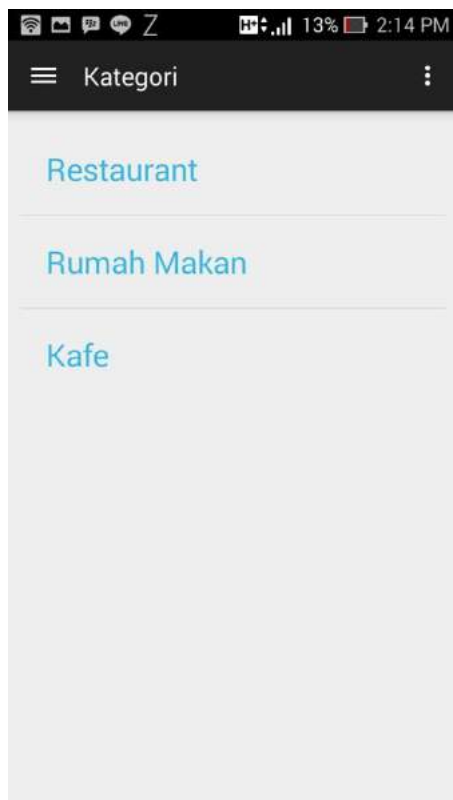 Z H+ 13% 2:14 PM
Kategori
Restaurant
Rumah Makan
Kafe